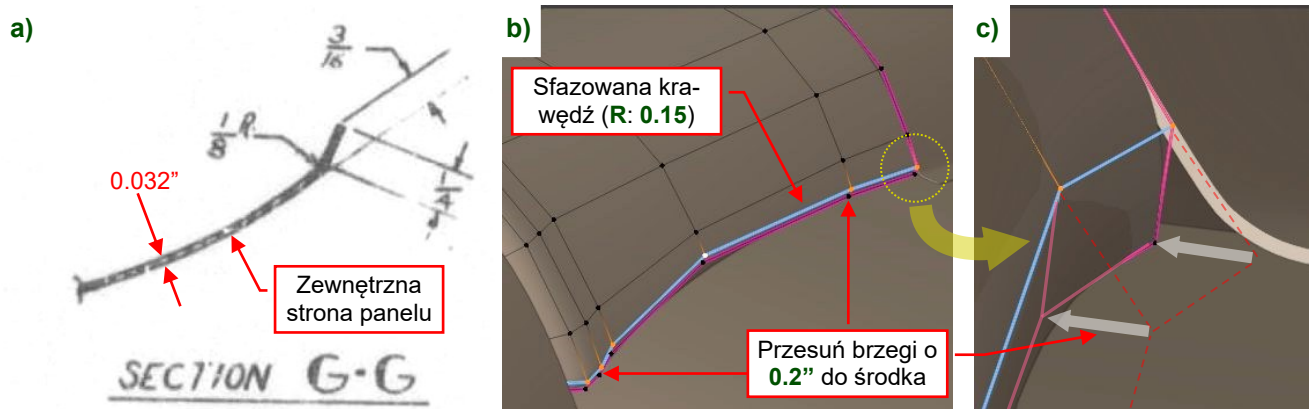 a)
3/16
1/8 R.
1/4
0.032”
Zewnętrzna
strona panelu
SECTION G-G
b)
Sfazowana kra-
wędź (R: 0.15)
c)
Przesuń brzegi o
0.2” do środka